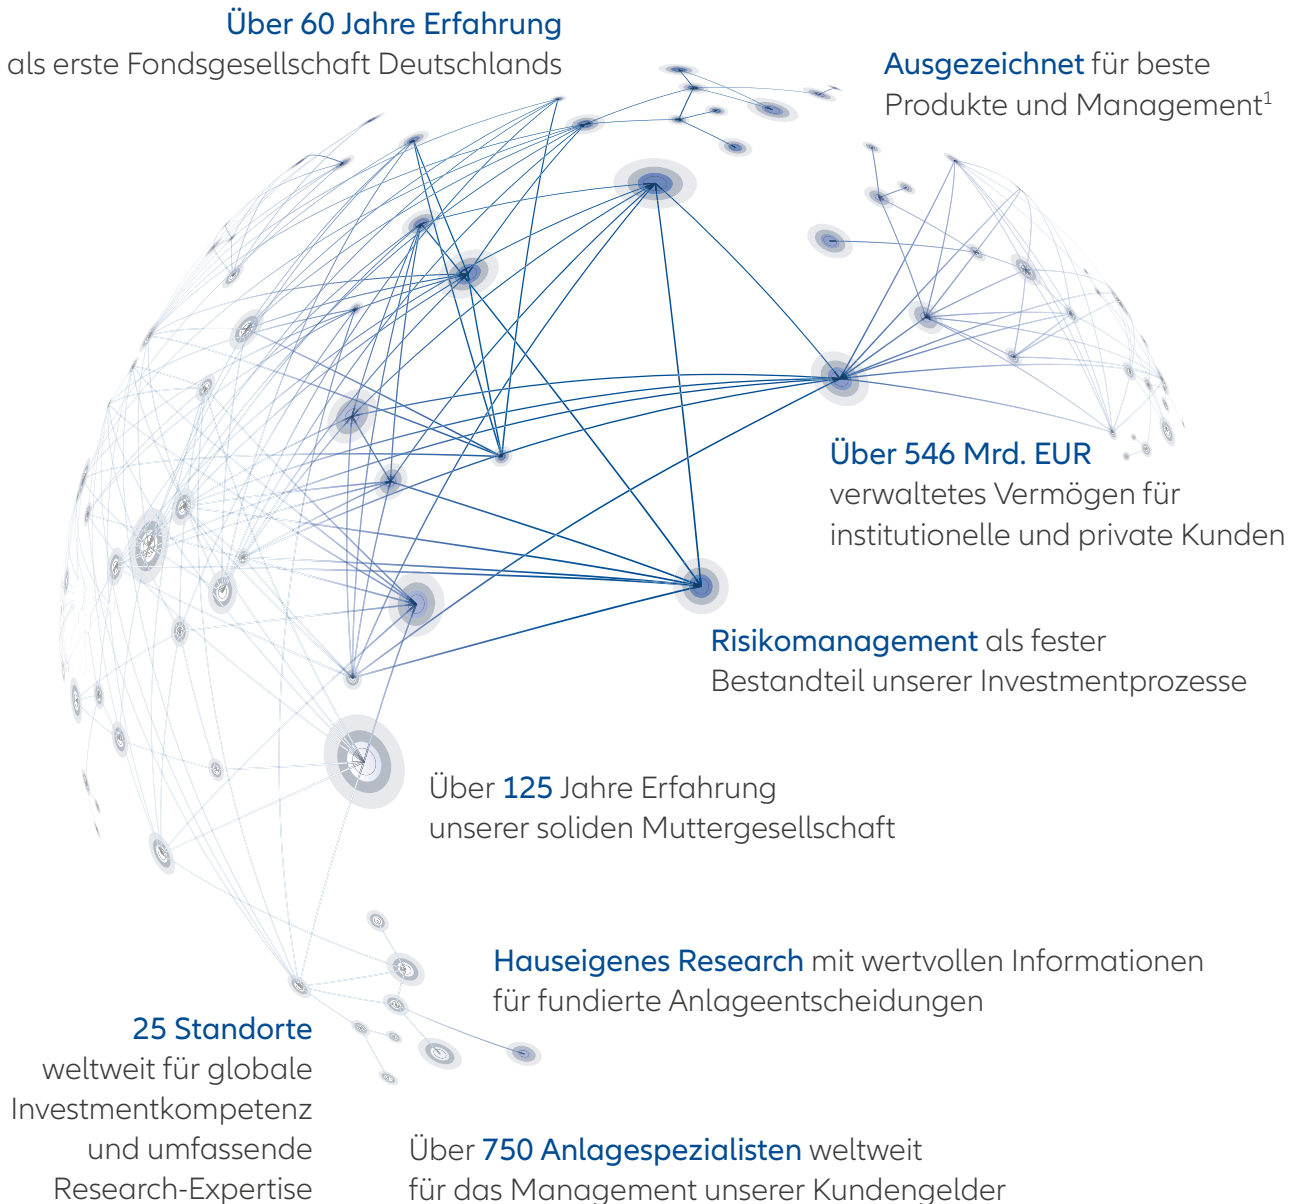 Über 60 Jahre Erfahrung
als erste Fondsgesellschaft Deutschlands
Ausgezeichnet für beste
Produkte und Management¹
Über 546 Mrd. EUR
verwaltetes Vermögen für
institutionelle und private Kunden
Risikomanagement als fester
Bestandteil unserer Investmentprozesse
Über 125 Jahre Erfahrung
unserer soliden Muttergesellschaft
Hauseigenes Research mit wertvollen Informationen
für fundierte Anlageentscheidungen
25 Standorte
weltweit für globale
Investmentkompetenz
und umfassende
Research-Expertise
Über 750 Anlagespezialisten weltweit
für das Management unserer Kundengelder